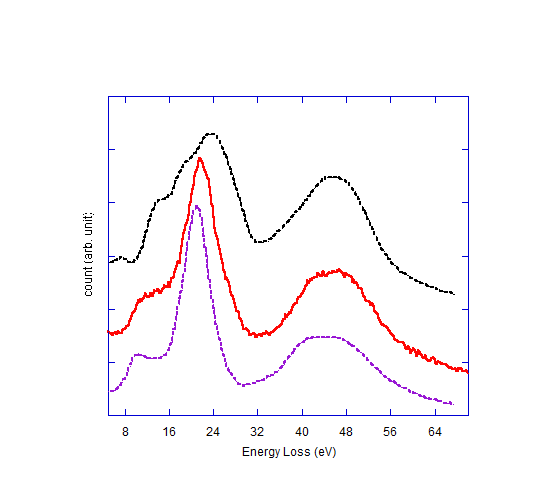 count (arb. unit)
8 16 24 32 40 48 56 64
Energy Loss (eV)